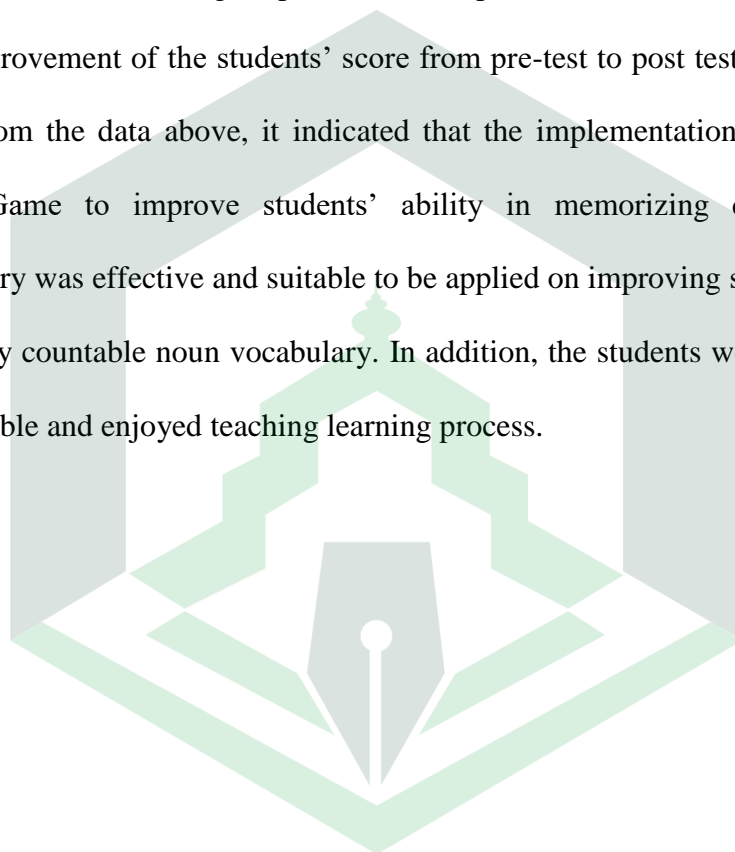 rovement of the students’ score from pre-test to post test
om the data above, it indicated that the implementation
Game to improve students’ ability in memorizing
ry was effective and suitable to be applied on improving s
y countable noun vocabulary. In addition, the students w
ble and enjoyed teaching learning process.